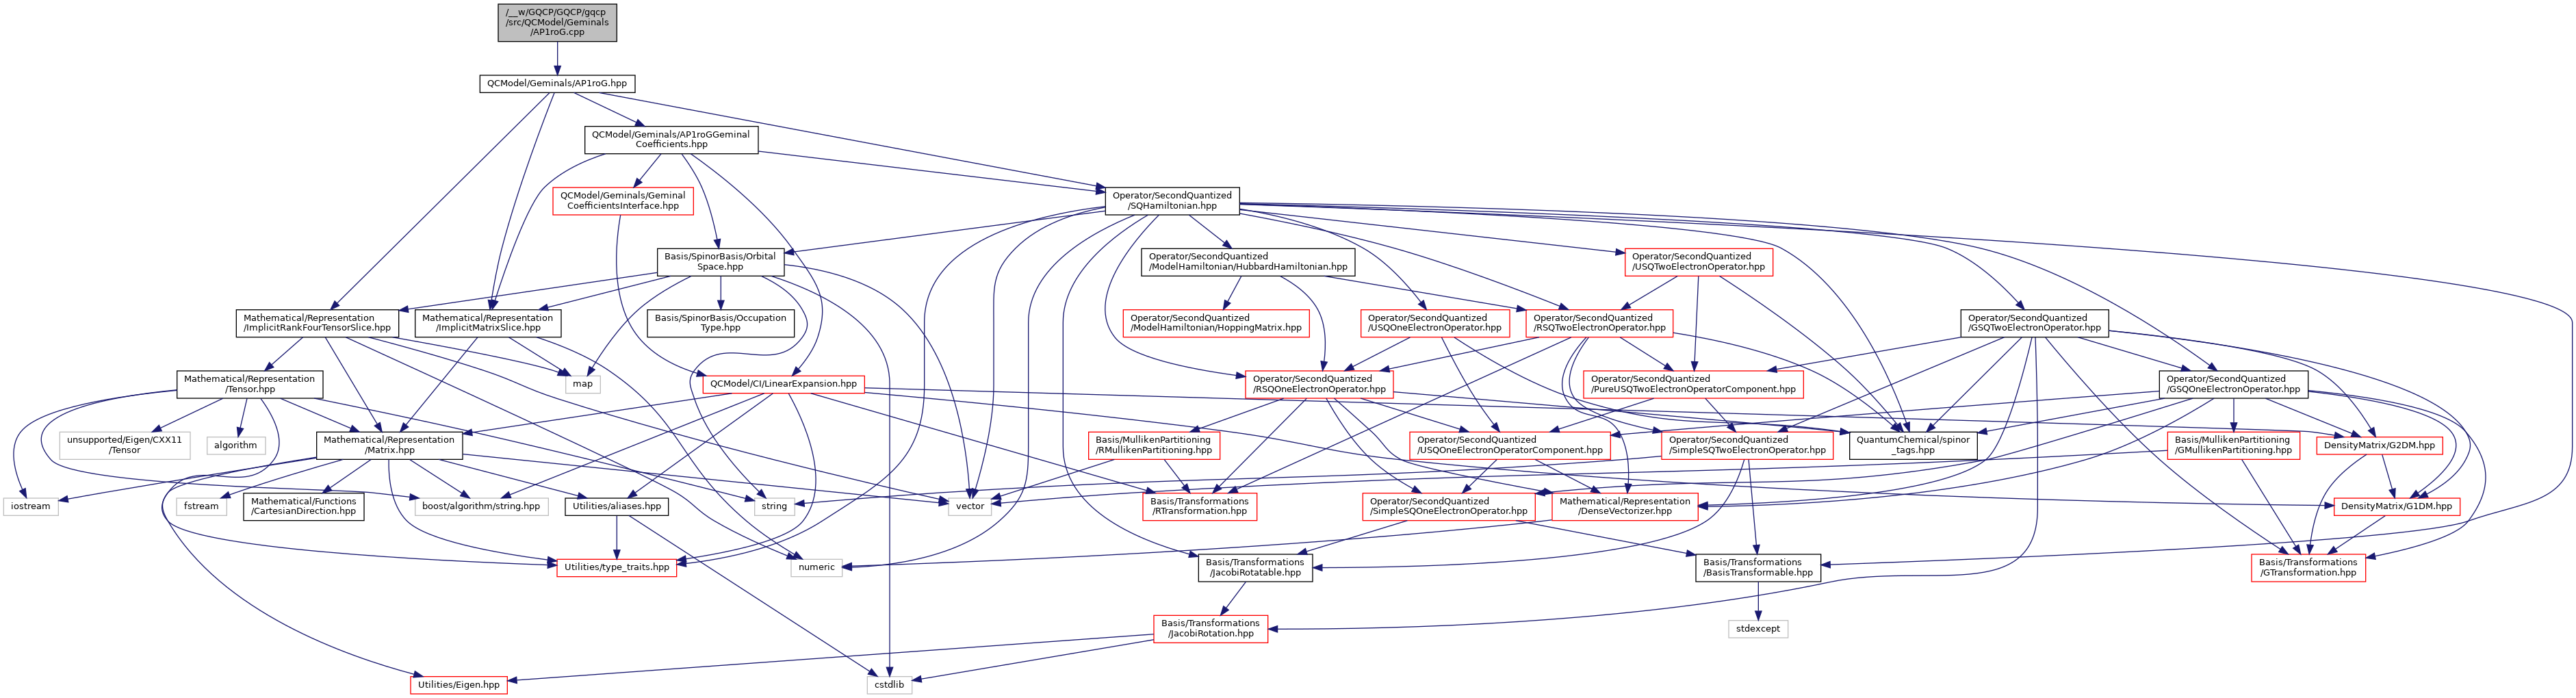 /__w/GQCP/GQCP/gqcp
/src/QCModel/Geminals
/AP1roG.cpp
QCModel/Geminals/AP1roG.hpp
QCModel/Geminals/AP1roGGeminal
Coefficients.hpp
QCModel/Geminals/Geminal
CoefficientsInterface.hpp
Operator/SecondQuantized
/SQHamiltonian.hpp
Basis/SpinorBasis/Orbital
Space.hpp
Operator/SecondQuantized
/ModelHamiltonian/HubbardHamiltonian.hpp
Operator/SecondQuantized
/USQTwoElectronOperator.hpp
Mathematical/Representation
/ImplicitRankFourTensorSlice.hpp
Mathematical/Representation
/ImplicitMatrixSlice.hpp
Basis/SpinorBasis/Occupation
Type.hpp
Operator/SecondQuantized
/ModelHamiltonian/HoppingMatrix.hpp
Operator/SecondQuantized
/USQOneElectronOperator.hpp
Operator/SecondQuantized
/RSQTwoElectronOperator.hpp
Operator/SecondQuantized
/GSQTwoElectronOperator.hpp
Mathematical/Representation
/Tensor.hpp
map
QCModel/CI/LinearExpansion.hpp
Operator/SecondQuantized
/RSQOneElectronOperator.hpp
Operator/SecondQuantized
/PureUSQTwoElectronOperatorComponent.hpp
Operator/SecondQuantized
/GSQOneElectronOperator.hpp
unsupported/Eigen/CXX11
/Tensor
algorithm
Mathematical/Representation
/Matrix.hpp
Basis/MullikenPartitioning
/RMullikenPartitioning.hpp
Operator/SecondQuantized
/USQOneElectronOperatorComponent.hpp
Operator/SecondQuantized
/SimpleSQTwoElectronOperator.hpp
QuantumChemical/spinor
_tags.hpp
Basis/MullikenPartitioning
/GMullikenPartitioning.hpp
DensityMatrix/G2DM.hpp
iostream
fstream
Mathematical/Functions
/CartesianDirection.hpp
boost/algorithm/string.hpp
Utilities/aliases.hpp
string
vector
Basis/Transformations
/RTransformation.hpp
Operator/SecondQuantized
/SimpleSQOneElectronOperator.hpp
Mathematical/Representation
/DenseVectorizer.hpp
DensityMatrix/G1DM.hpp
Utilities/type_traits.hpp
numeric
Basis/Transformations
/JacobiRotatable.hpp
Basis/Transformations
/BasisTransformable.hpp
Basis/Transformations
/GTransformation.hpp
Basis/Transformations
/JacobiRotation.hpp
stdexcept
Utilities/Eigen.hpp
cstdlib